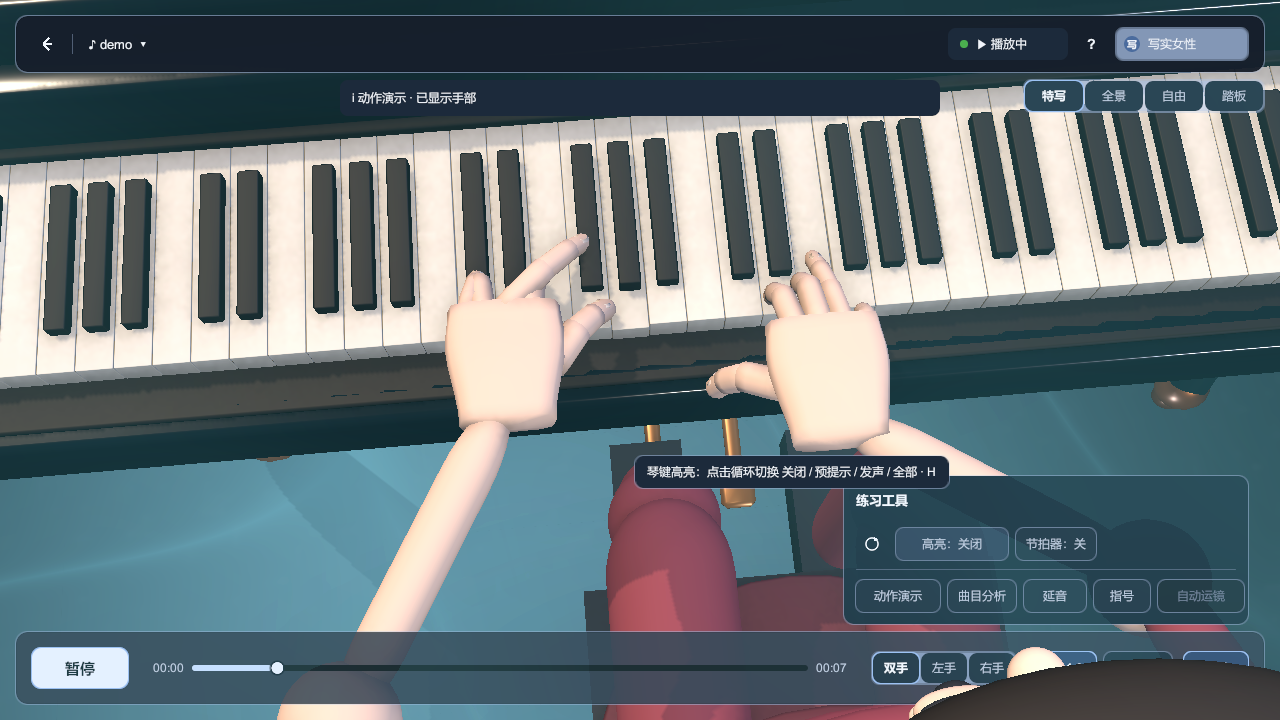 ♪ demo ▼
▶ 播放中
?
写 写实女性
i 动作演示 · 已显示手部
特写 全景 自由 踏板
琴键高亮：点击循环切换 关闭 / 预提示 / 发声 / 全部 · H
练习工具
高亮：关闭 节拍器：关
动作演示 曲目分析 延音 指号 自动运镜
暂停 00:00 00:07 双手 左手 右手